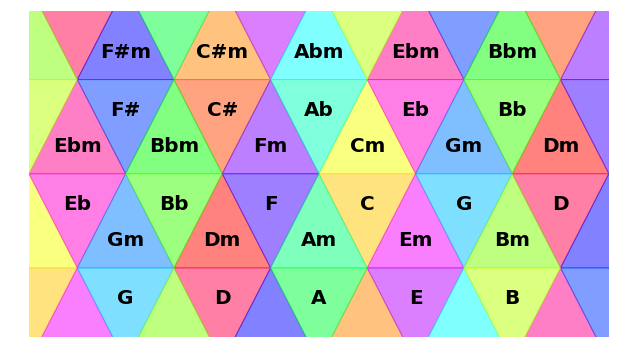 F#m C#m Abm Ebm Bbm
F# C# Ab Eb Bb
Ebm Bbm Fm Cm Gm Dm
Eb Bb F C G D
Gm Dm Am Em Bm
G D A E B